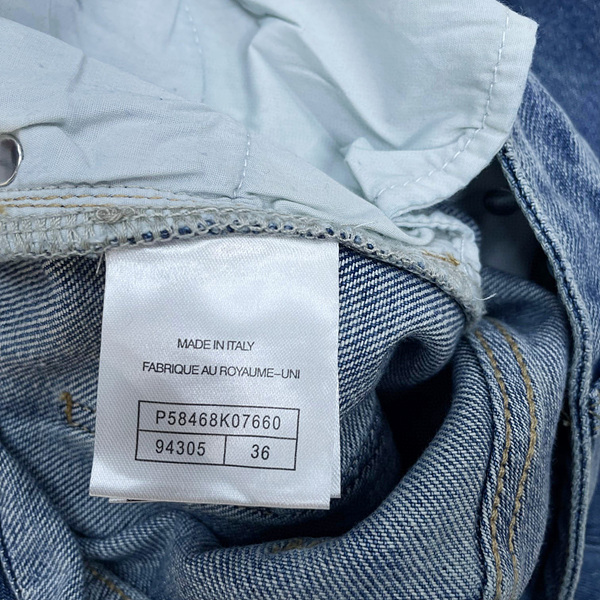 MADE IN ITALY
FABRIQUE AU ROYAUME-UNI
P58468K07660
94305 36